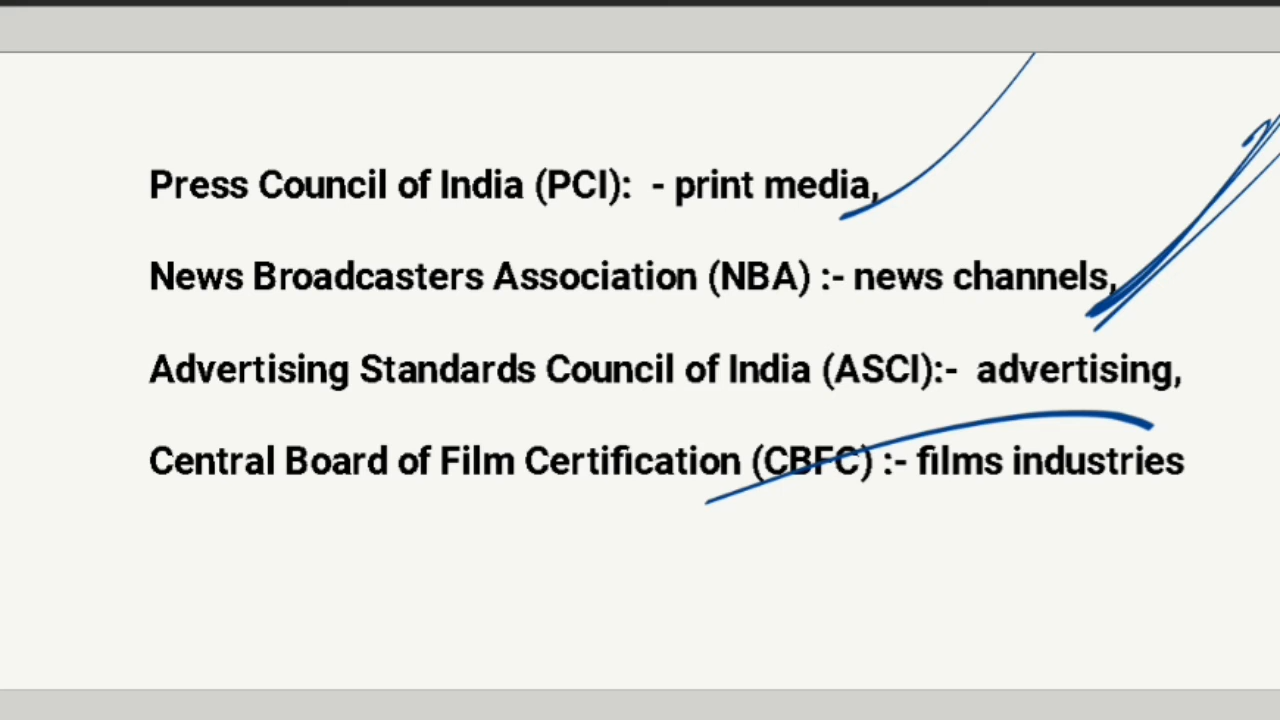 Press Council of India (PCI):  - print media,
News Broadcasters Association (NBA) :- news channels,
Advertising Standards Council of India (ASCI):-  advertising,
Central Board of Film Certification (CBFC) :- films industries